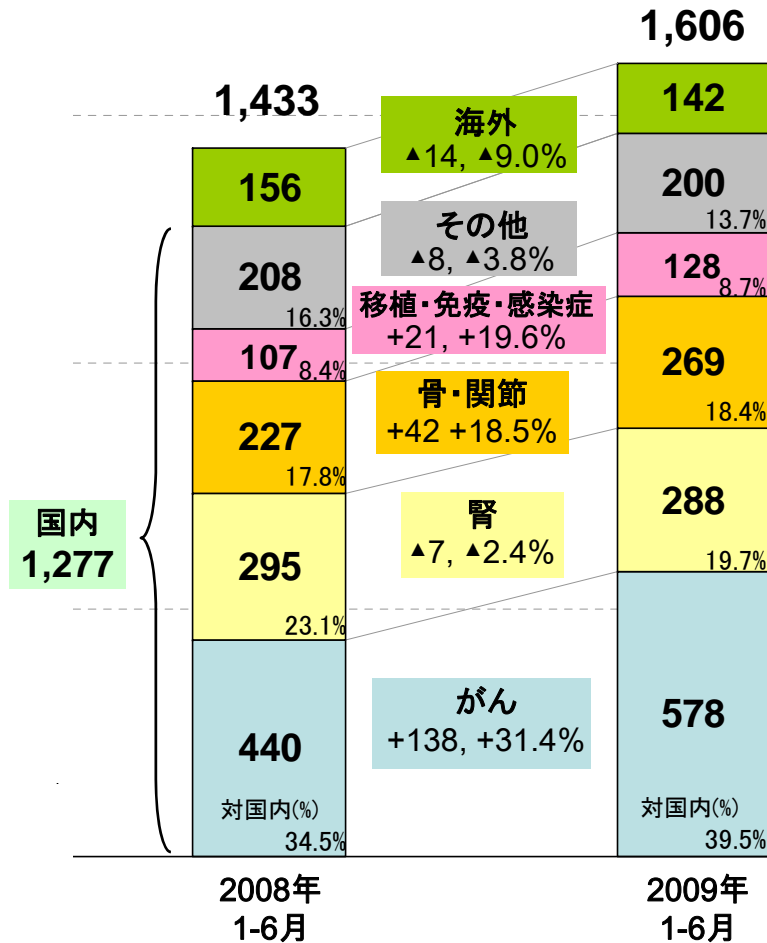 1,433
156
208
16.3%
107
8.4%
227
17.8%
295
23.1%
440
対国内(%)
34.5%
2008年
1-6月
国内
1,277
海外
▲14, ▲9.0%
その他
▲8, ▲3.8%
移植・免疫・感染症
+21, +19.6%
骨・関節
+42 +18.5%
腎
▲7, ▲2.4%
がん
+138, +31.4%
1,606
142
200
13.7%
128
8.7%
269
18.4%
288
19.7%
578
対国内(%)
39.5%
2009年
1-6月